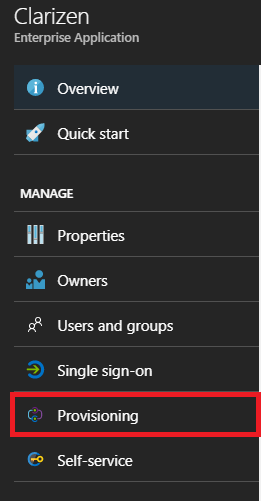 Clarizen
Enterprise Application
Overview
Quick start
MANAGE
Properties
Owners
Users and groups
Single sign-on
Provisioning
Self-service